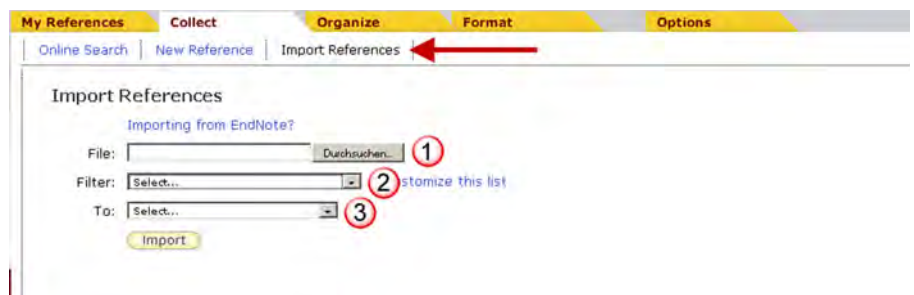 My References Collect Organize Format Options
Online Search New Reference Import References
Import References
Importing from EndNote?
File: Durchsuchen... 1
Filter: Select... 2 stomize this list
To: Select... 3
Import